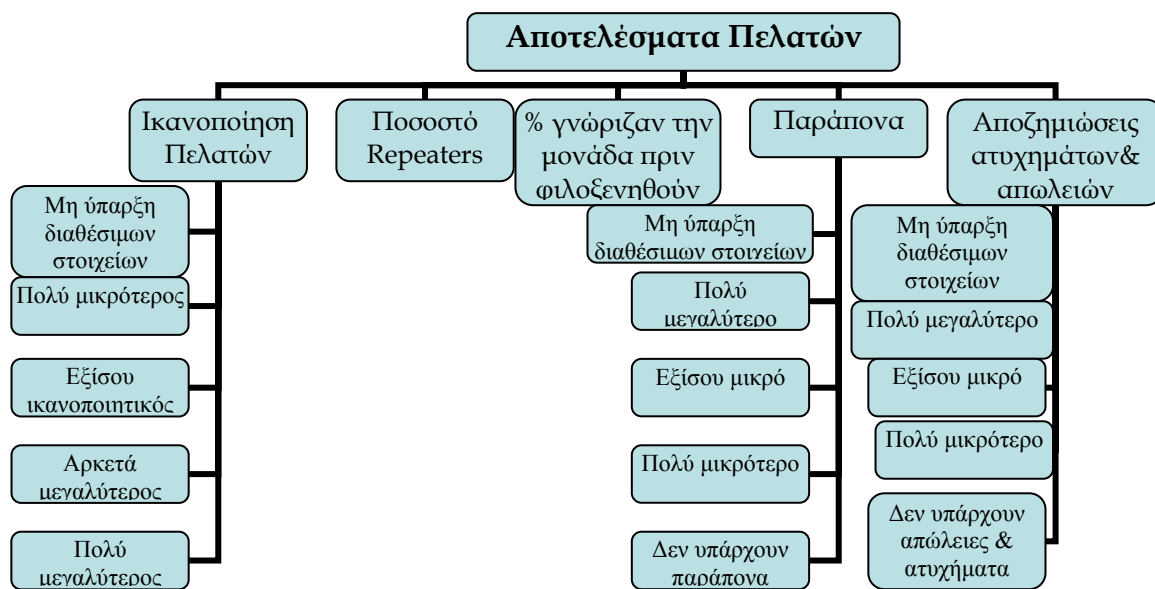 Αποτελέσματα Πελατών
Ικανοποίηση
Πελατών
Ποσοστό
Repeaters
% γνώριζαν την
μονάδα πριν
φιλοξενηθούν
Παράπονα
Αποζημιώσεις
ατυχημάτων&
απωλειών
Μη ύπαρξη
διαθέσιμων
στοιχείων
Πολύ μικρότερος
Εξίσου
ικανοποιητικός
Αρκετά
μεγαλύτερος
Πολύ
μεγαλύτερος
Μη ύπαρξη
διαθέσιμων στοιχείων
Πολύ
μεγαλύτερο
Εξίσου μικρό
Πολύ μικρότερο
Δεν υπάρχουν
παράπονα
Μη ύπαρξη
διαθέσιμων
στοιχείων
Πολύ μεγαλύτερο
Εξίσου μικρό
Πολύ μικρότερο
Δεν υπάρχουν
απώλειες &
ατυχήματα